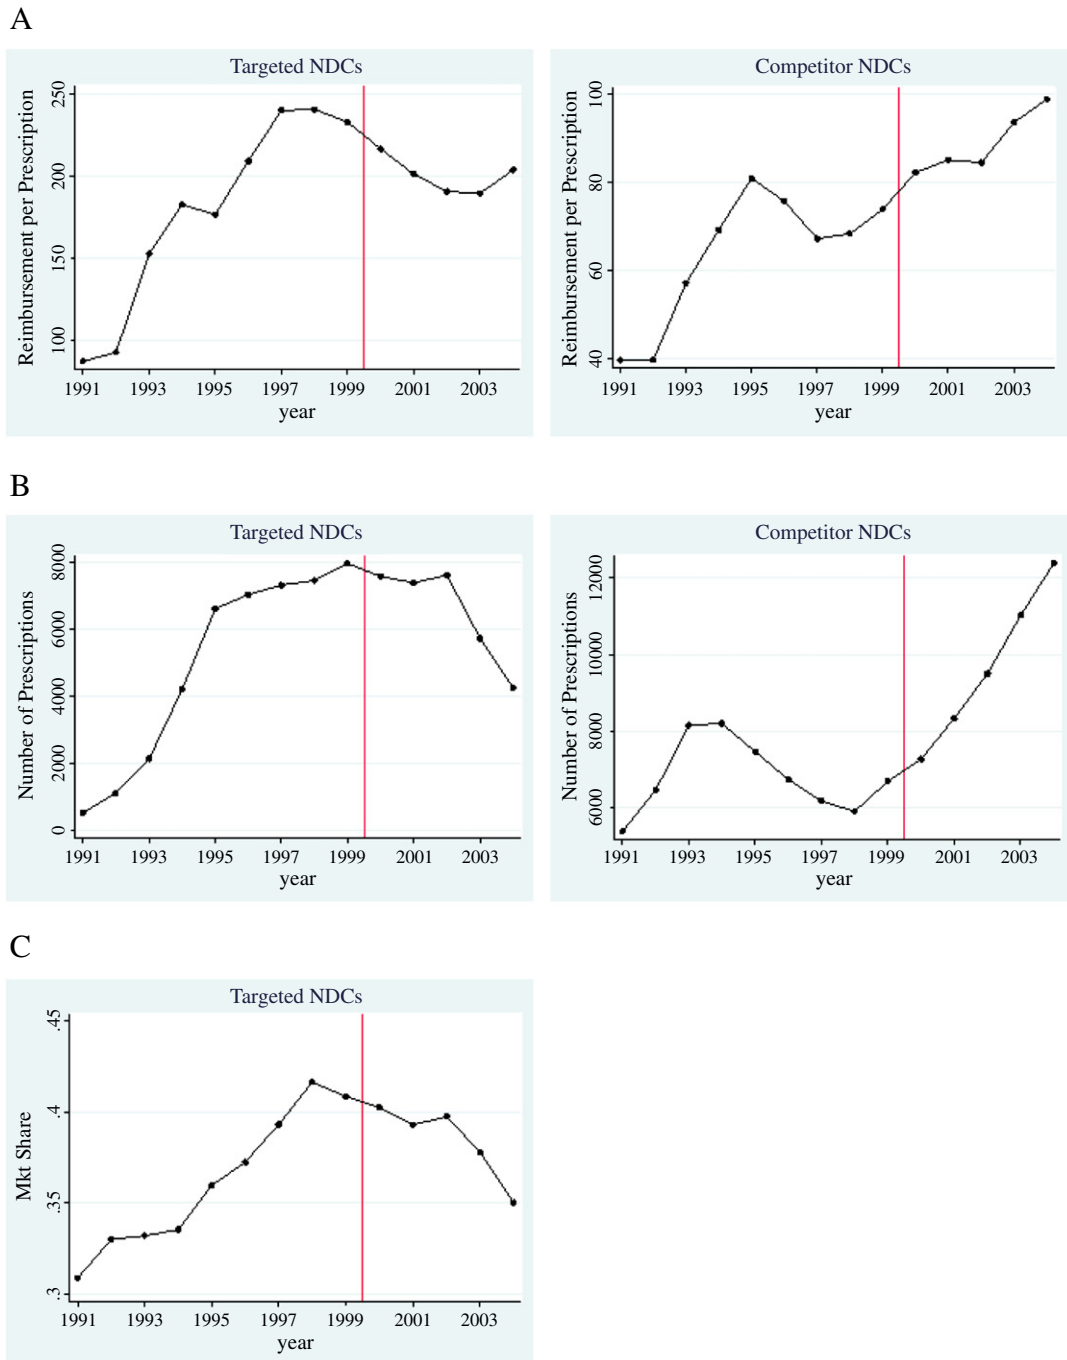 A
Targeted NDCs
Reimbursement per Prescription
250
200
150
100
1991 1993 1995 1997 1999 2001 2003
year
Competitor NDCs
Reimbursement per Prescription
100
80
60
40
1991 1993 1995 1997 1999 2001 2003
year
B
Targeted NDCs
Number of Prescriptions
8000
6000
4000
2000
0
1991 1993 1995 1997 1999 2001 2003
year
Competitor NDCs
Number of Prescriptions
12000
10000
8000
6000
1991 1993 1995 1997 1999 2001 2003
year
C
Targeted NDCs
Mkt Share
.45
.4
.35
.3
1991 1993 1995 1997 1999 2001 2003
year